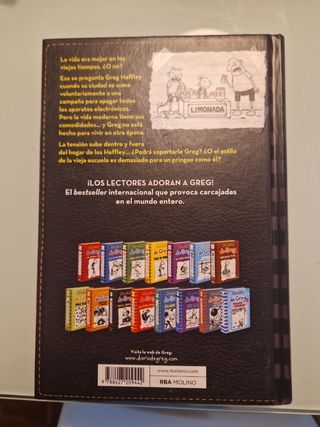 La vida era mejor en los
viejos tiempos. ¿O no?
Eso se pregunta Greg Heffley
cuando su ciudad se suma
voluntariamente a una
campaña para apagar todos
los aparatos electrónicos.
Pero la vida moderna tiene sus
comodidades... y Greg no está
hecho para vivir en otra época.
La tensión sube dentro y fuera
del hogar de los Heffley... ¿Podrá soportarlo Greg? ¿O el estilo
de la vieja escuela es demasiado para un pringao como él?
LIMONADA
¡LOS LECTORES ADORAN A GREG!
El bestseller internacional que provoca carcajadas
en el mundo entero.
Visita la web de Greg:
www.diariodegreg.com
9788427209442
www.rbalibros.com
RBA MOLINO